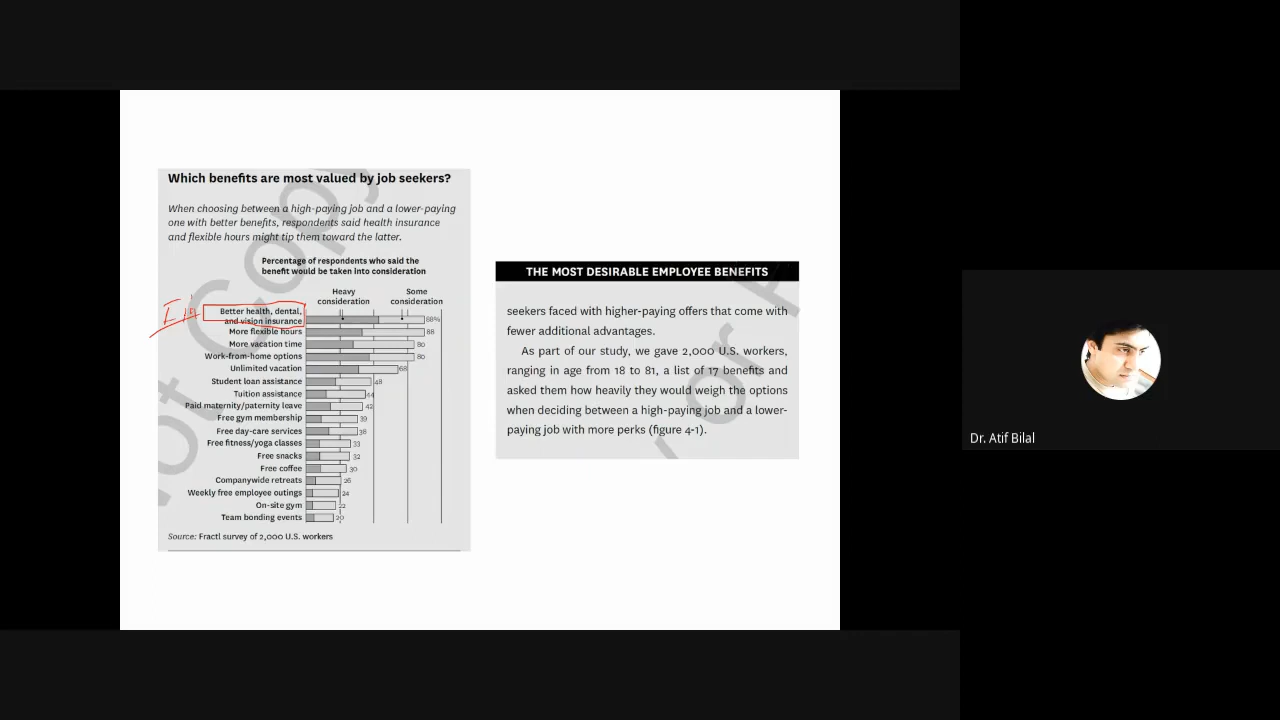 Which benefits are most valued by job seekers?
When choosing between a high-paying job and a lower-paying
one with better benefits, respondents said health insurance
and flexible hours might tip them toward the latter.
Percentage of respondents who said the
benefit would be taken into consideration
Heavy
consideration
Some
consideration
Better health, dental,
and vision insurance 88%
More flexible hours 88
More vacation time 80
Work-from-home options 80
Unlimited vacation 68
Student loan assistance 48
Tuition assistance 44
Paid maternity/paternity leave 42
Free gym membership 39
Free day-care services 38
Free fitness/yoga classes 33
Free snacks 32
Free coffee 30
Companywide retreats 26
Weekly free employee outings 24
On-site gym 22
Team bonding events 20
Source: Fractl survey of 2,000 U.S. workers
THE MOST DESIRABLE EMPLOYEE BENEFITS
seekers faced with higher-paying offers that come with
fewer additional advantages.
As part of our study, we gave 2,000 U.S. workers,
ranging in age from 18 to 81, a list of 17 benefits and
asked them how heavily they would weigh the options
when deciding between a high-paying job and a lower-
paying job with more perks (figure 4-1).
Dr. Atif Bilal